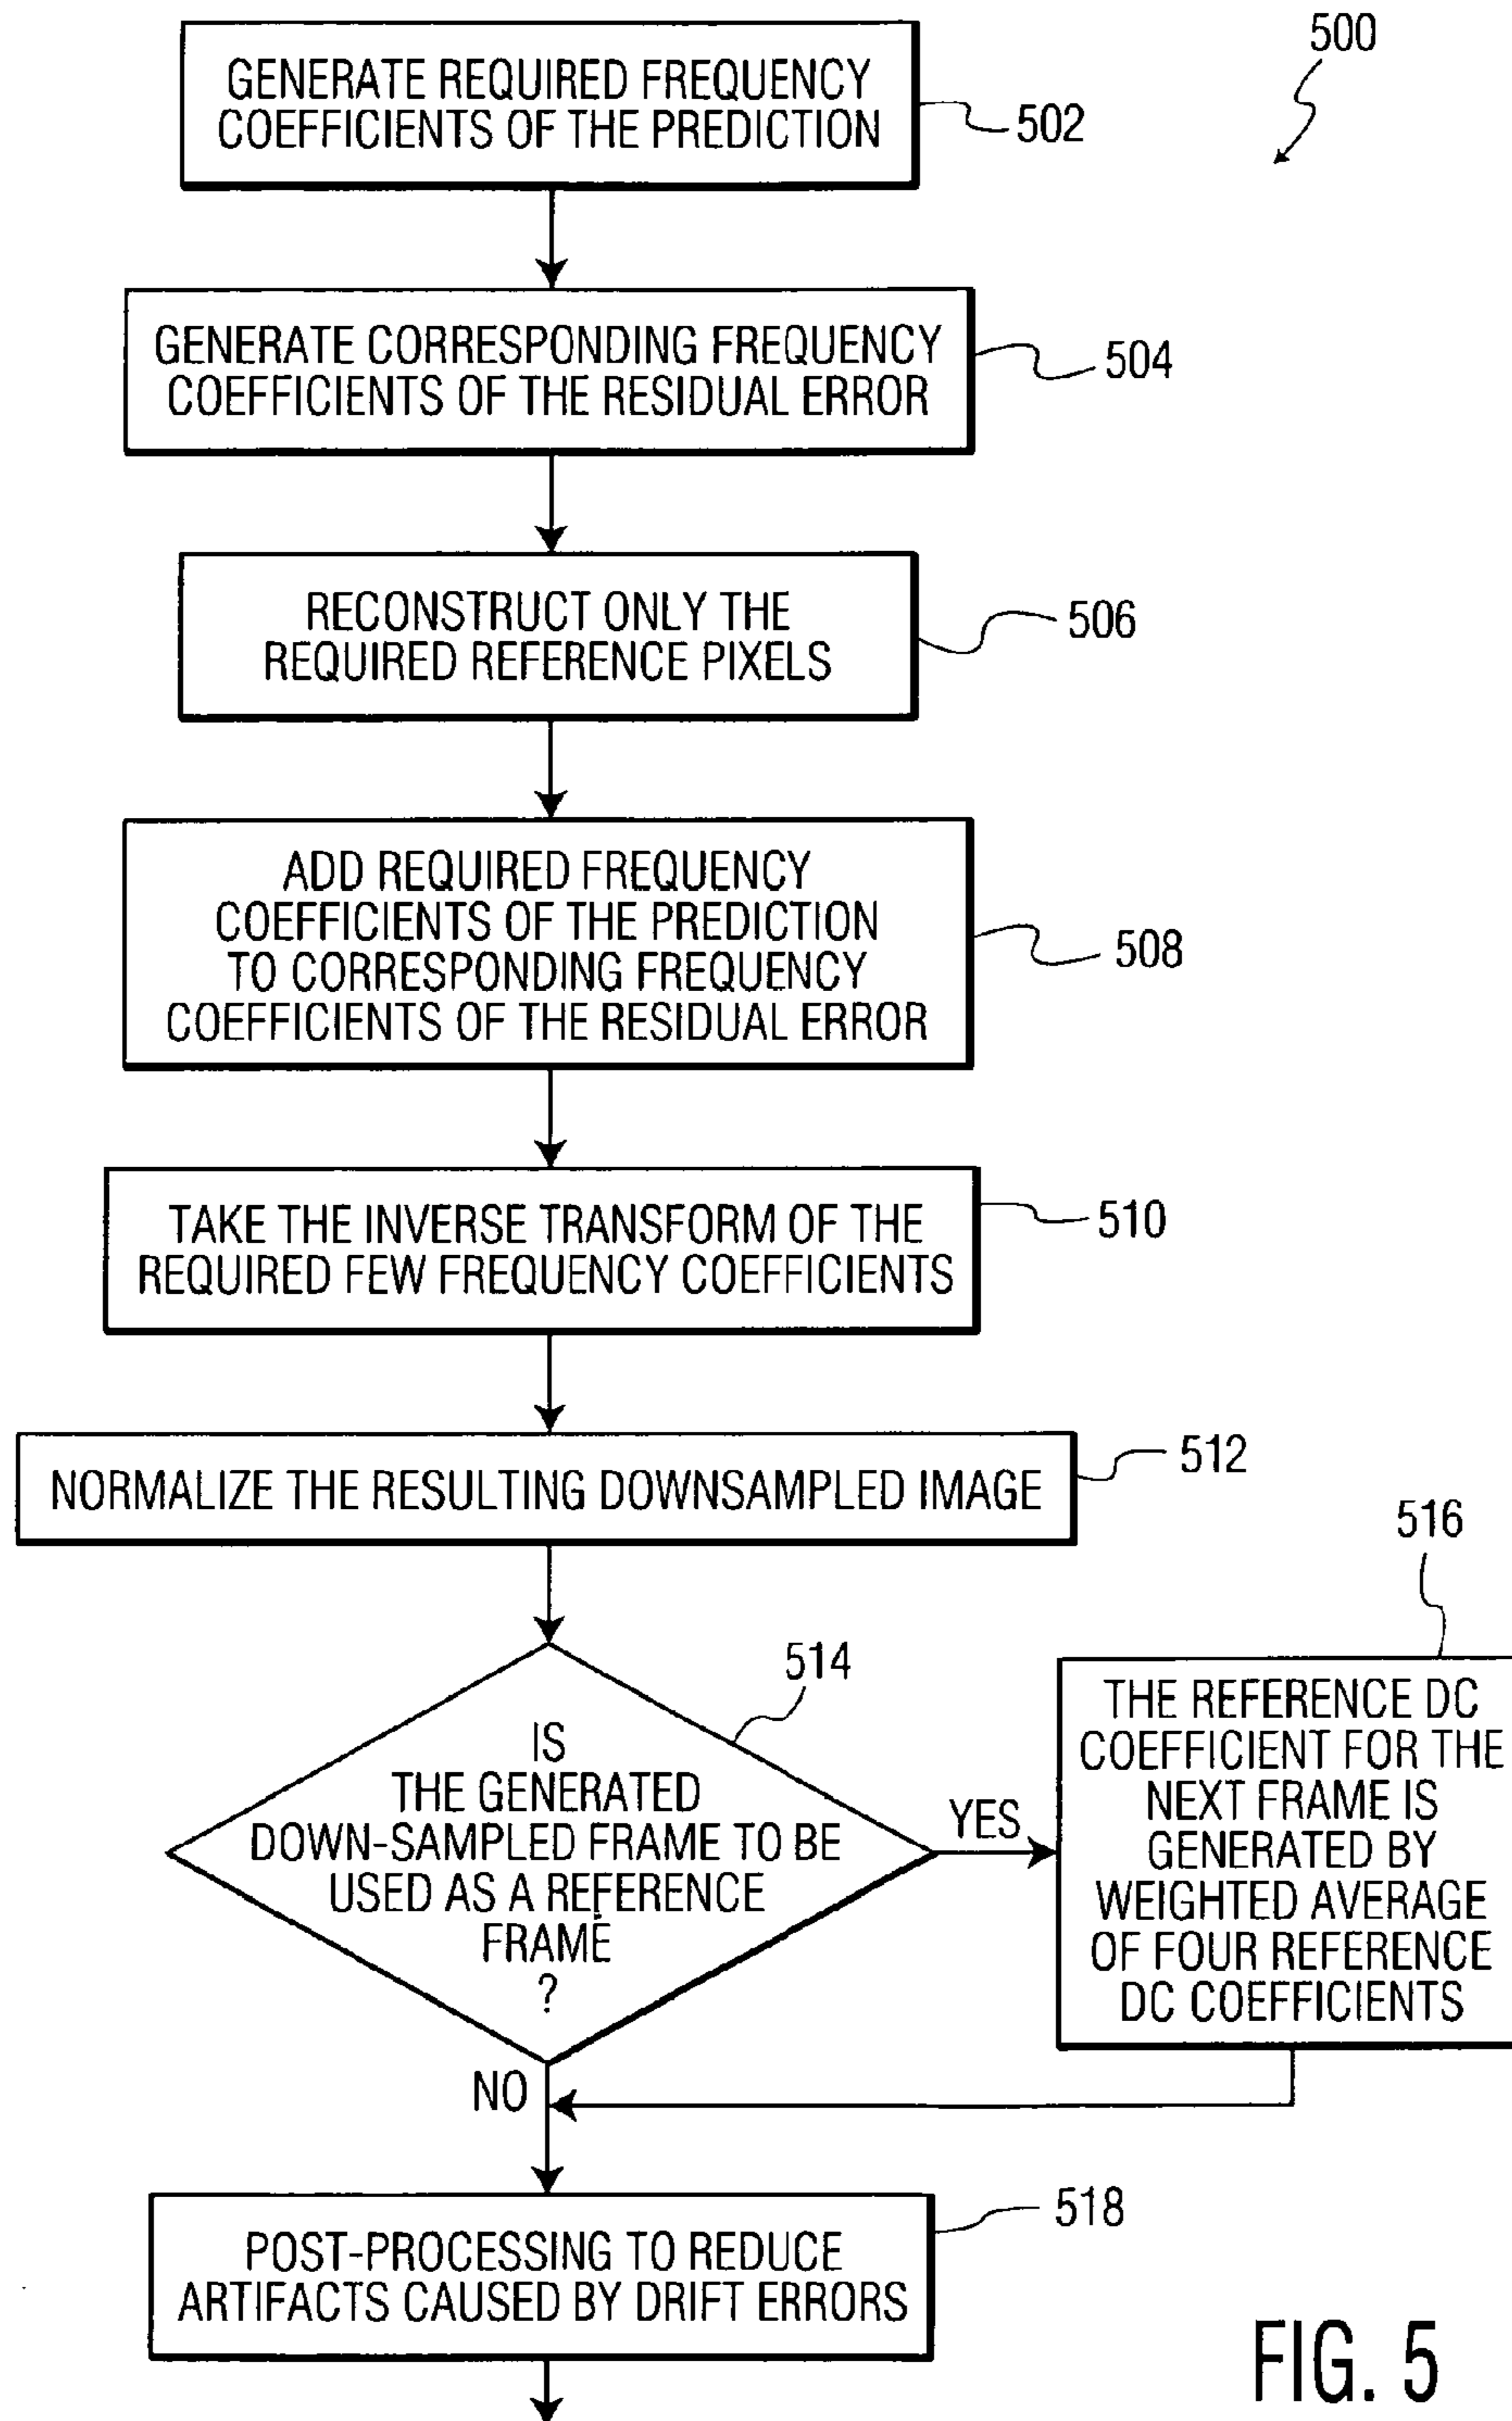 500
GENERATE REQUIRED FREQUENCY
COEFFICIENTS OF THE PREDICTION
502
GENERATE CORRESPONDING FREQUENCY
COEFFICIENTS OF THE RESIDUAL ERROR
504
RECONSTRUCT ONLY THE
REQUIRED REFERENCE PIXELS
506
ADD REQUIRED FREQUENCY
COEFFICIENTS OF THE PREDICTION
TO CORRESPONDING FREQUENCY
COEFFICIENTS OF THE RESIDUAL ERROR
508
TAKE THE INVERSE TRANSFORM OF THE
REQUIRED FEW FREQUENCY COEFFICIENTS
510
NORMALIZE THE RESULTING DOWNSAMPLED IMAGE
512
514
IS
THE GENERATED
DOWN-SAMPLED FRAME TO BE
USED AS A REFERENCE
FRAME
?
YES
516
THE REFERENCE DC
COEFFICIENT FOR THE
NEXT FRAME IS
GENERATED BY
WEIGHTED AVERAGE
OF FOUR REFERENCE
DC COEFFICIENTS
NO
POST-PROCESSING TO REDUCE
ARTIFACTS CAUSED BY DRIFT ERRORS
518
FIG. 5